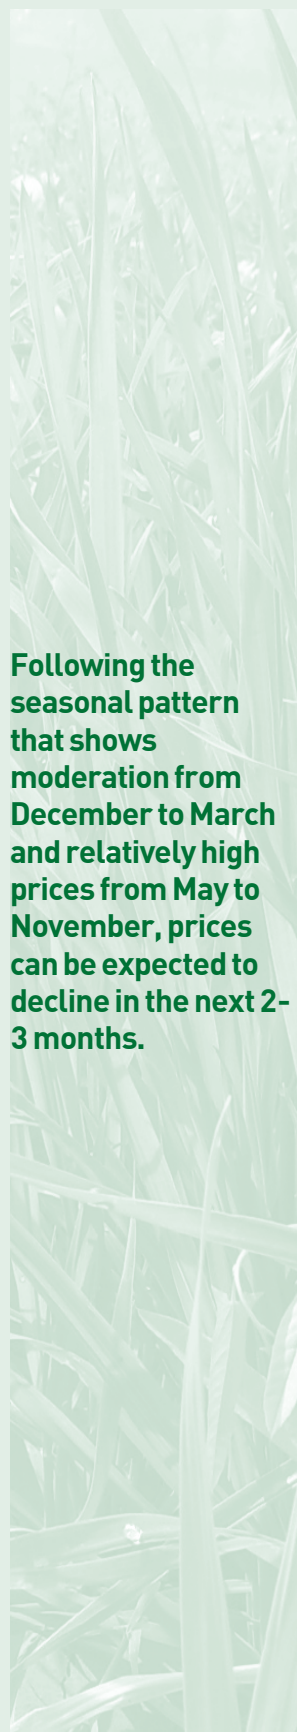 Following the
seasonal pattern
that shows
moderation from
December to March
and relatively high
prices from May to
November, prices
can be expected to
decline in the next 2-
3 months.